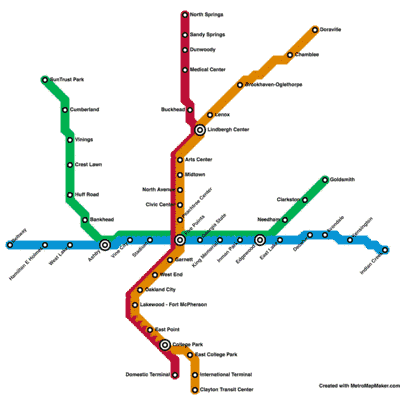 North Springs
Sandy Springs
Dunwoody
Medical Center
Buckhead
Lenox
Brookhaven-Oglethorpe
Chamblee
Doraville
Lindbergh Center
SunTrust Park
Cumberland
Vinings
Crest Lawn
Huff Road
Bankhead
Arts Center
Midtown
North Avenue
Civic Center
Peachtree Center
Five Points
Georgia State
King Memorial
Inman Park
Edgewood
East Lake
Avondale
Kensington
Indian Creek
Goldsmith
Clarkston
Needham
Hamilton E Holmes
West Lake
Ashby
Vine City
Garnett
West End
Oakland City
Lakewood - Fort McPherson
East Point
College Park
East College Park
Domestic Terminal
International Terminal
Clayton Transit Center
Created with MetroMapMaker.com